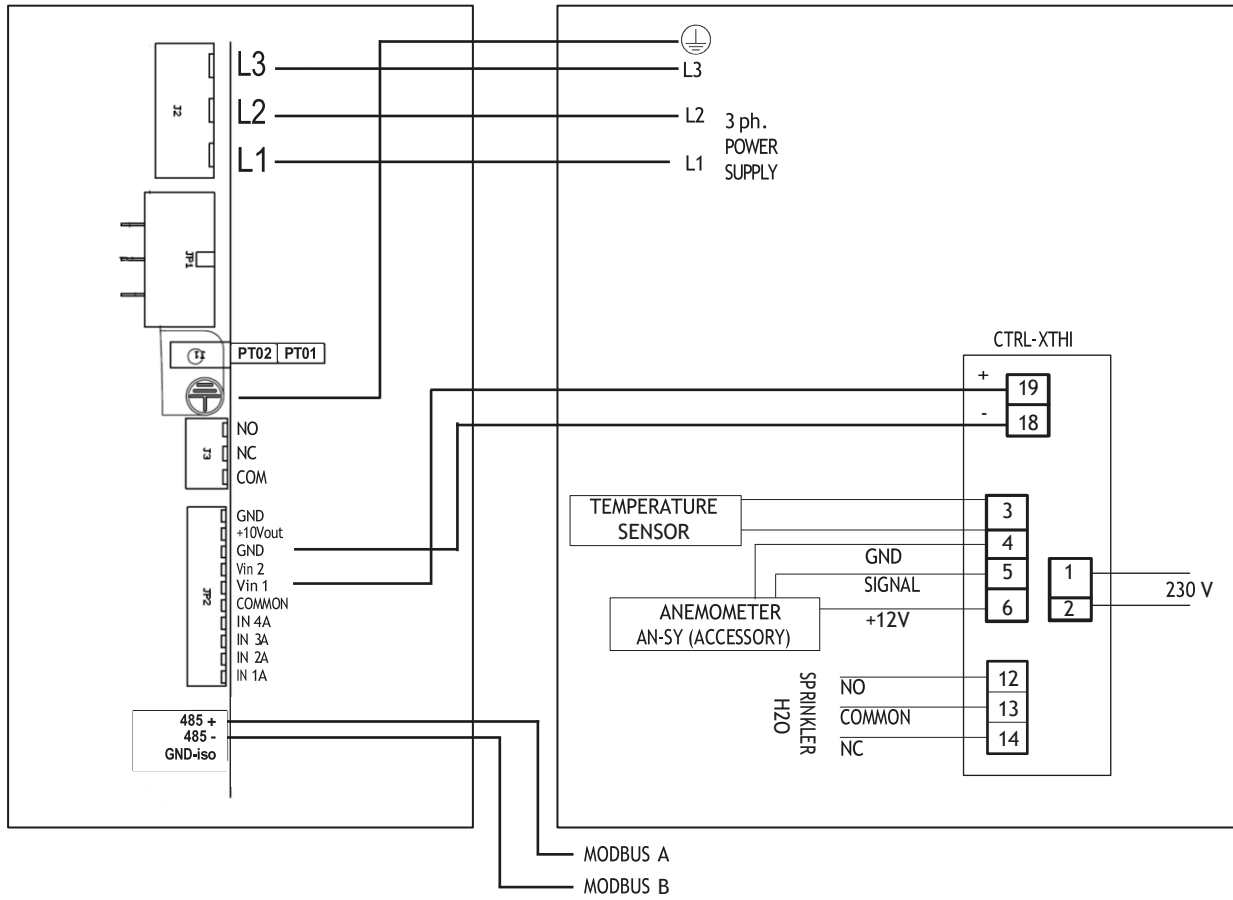 J2
L3
L2
L1
L3
L2
L1
3 ph.
POWER
SUPPLY
JP1
J1
PT02
PT01
J3
NO
NC
COM
JP2
GND
+10Vout
GND
Vin 2
Vin 1
COMMON
IN 4A
IN 3A
IN 2A
IN 1A
485 +
485 -
GND-iso
CTRL-XTHI
+
19
-
18
TEMPERATURE
SENSOR
3
4
GND
5
SIGNAL
6
+12V
ANEMOMETER
AN-SY (ACCESSORY)
1
2
230 V
SPRINKLER
H2O
NO
COMMON
NC
12
13
14
MODBUS A
MODBUS B